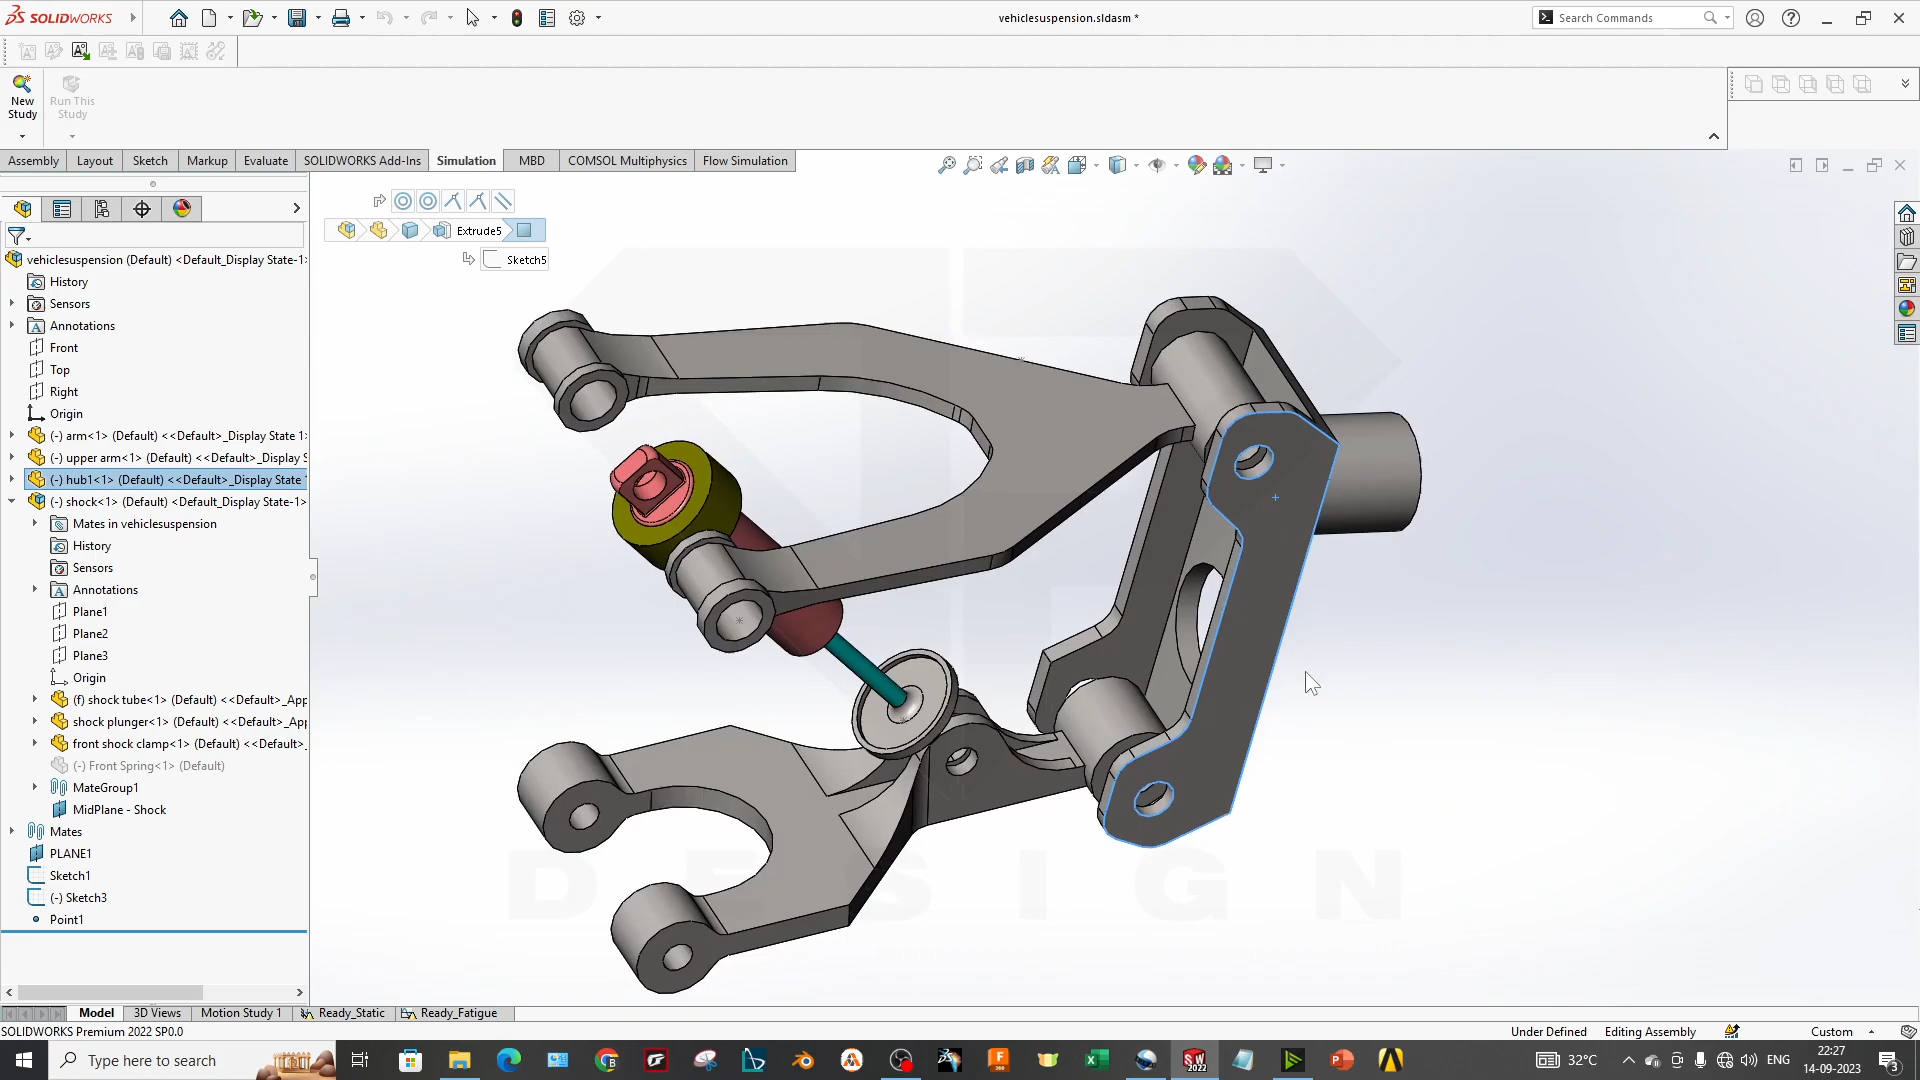 SOLIDWORKS
vehiclesuspension.sldasm *
Search Commands
New Study
Run This Study
Assembly
Layout
Sketch
Markup
Evaluate
SOLIDWORKS Add-Ins
Simulation
MBD
COMSOL Multiphysics
Flow Simulation
Extrude5
Sketch5
vehiclesuspension (Default) <Default_Display State-1>
History
Sensors
Annotations
Front
Top
Right
Origin
(-) arm<1> (Default) <<Default>_Display State 1>
(-) upper arm<1> (Default) <<Default>_Display S
(-) hub1<1> (Default) <<Default>_Display State 1
(-) shock<1> (Default) <Default_Display State-1>
Mates in vehiclesuspension
History
Sensors
Annotations
Plane1
Plane2
Plane3
Origin
(f) shock tube<1> (Default) <<Default>_App
shock plunger<1> (Default) <<Default>_App
front shock clamp<1> (Default) <<Default>_
(-) Front Spring<1> (Default)
MateGroup1
MidPlane - Shock
Mates
PLANE1
Sketch1
(-) Sketch3
Point1
DESIGN
Model
3D Views
Motion Study 1
Ready_Static
Ready_Fatigue
SOLIDWORKS Premium 2022 SP0.0
Under Defined
Editing Assembly
Custom
Type here to search
32°C
ENG
22:27
14-09-2023
3